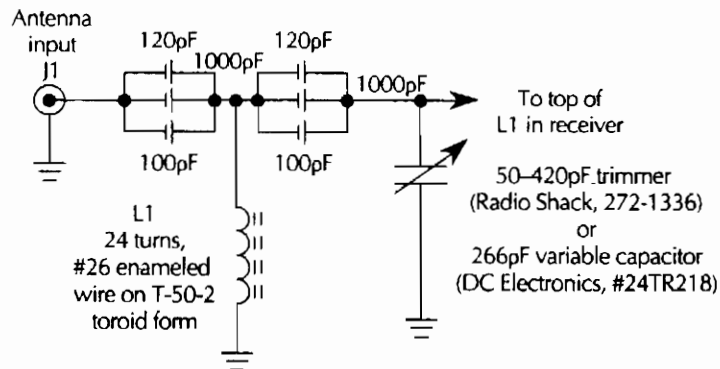 Antenna
input
J1
120pF
1000pF
100pF
120pF
1000pF
100pF
To top of
L1 in receiver
50–420pF trimmer
(Radio Shack, 272-1336)
or
266pF variable capacitor
(DC Electronics, #24TR218)
L1
24 turns,
#26 enameled
wire on T-50-2
toroid form